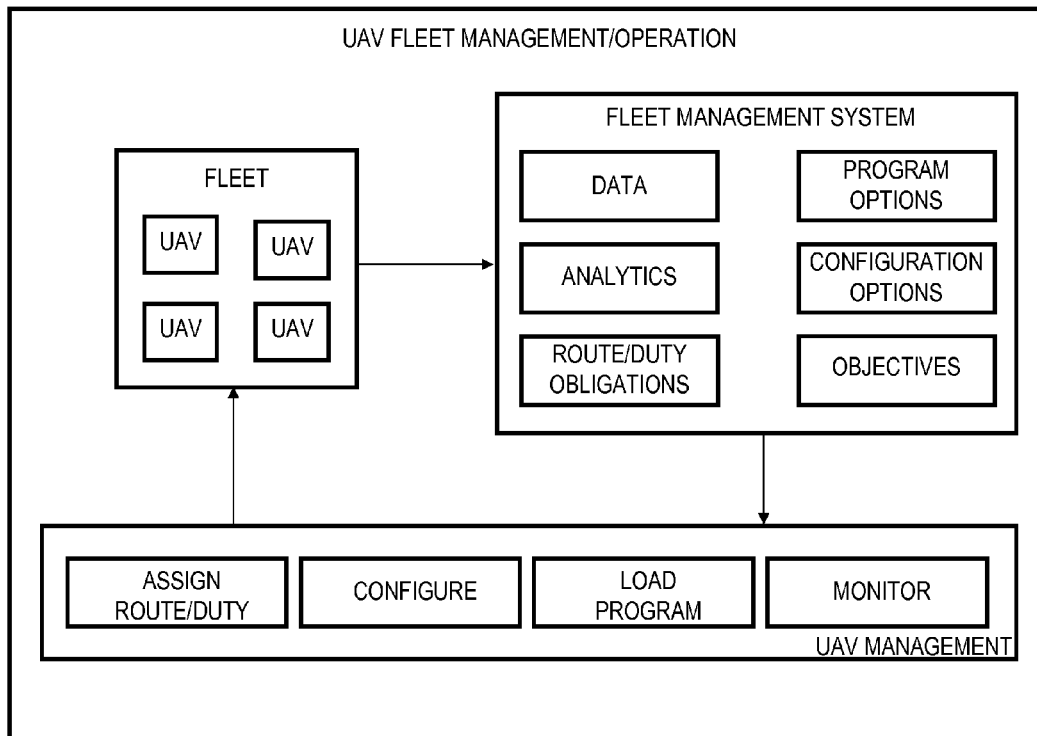 UAV FLEET MANAGEMENT/OPERATION
FLEET
UAV
UAV
UAV
UAV
FLEET MANAGEMENT SYSTEM
DATA
PROGRAM
OPTIONS
ANALYTICS
CONFIGURATION
OPTIONS
ROUTE/DUTY
OBLIGATIONS
OBJECTIVES
ASSIGN
ROUTE/DUTY
CONFIGURE
LOAD
PROGRAM
MONITOR
UAV MANAGEMENT